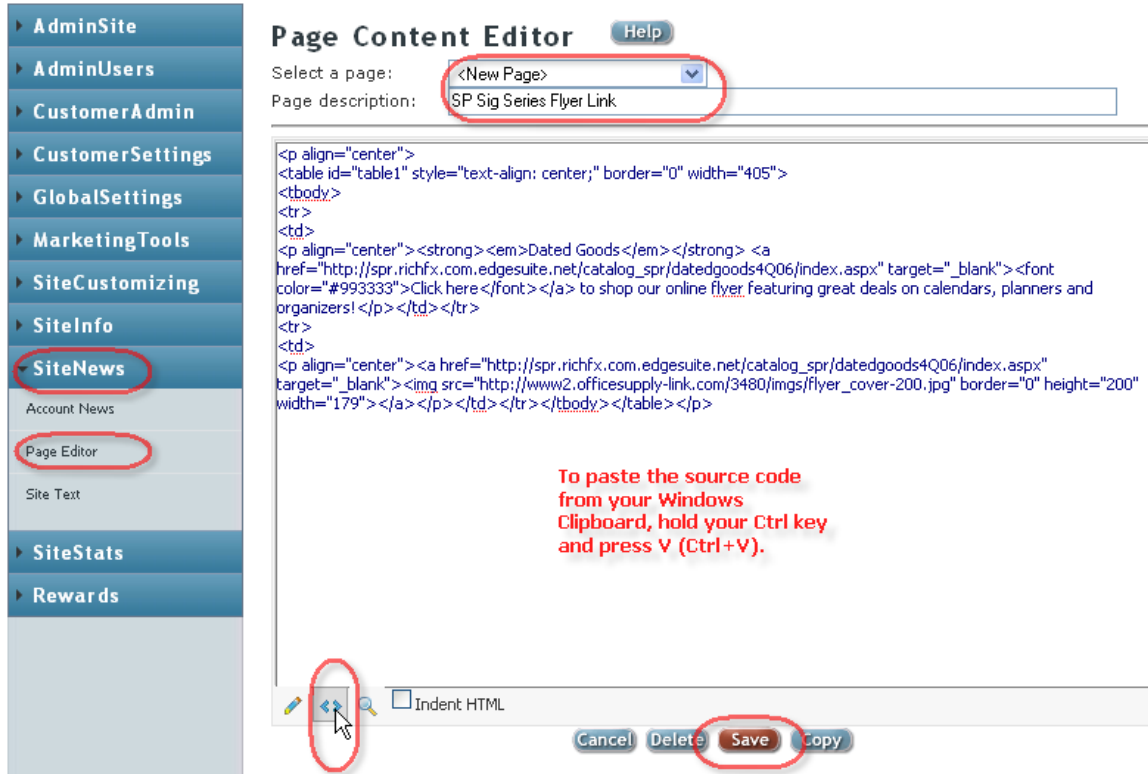 AdminSite
AdminUsers
CustomerAdmin
CustomerSettings
GlobalSettings
MarketingTools
SiteCustomizing
SiteInfo
SiteNews
Account News
Page Editor
Site Text
SiteStats
Rewards
Page Content Editor Help
Select a page: <New Page>
Page description: SP Sig Series Flyer Link
<p align="center">
<table id="table1" style="text-align: center;" border="0" width="405">
<tbody>
<tr>
<td>
<p align="center"><strong><em>Dated Goods</em></strong> <a
href="http://spr.richfx.com.edgesuite.net/catalog_spr/datedgoods4Q06/index.aspx" target="_blank"><font
color="#993333">Click here</font></a> to shop our online flyer featuring great deals on calendars, planners and
organizers!</p></td></tr>
<tr>
<td>
<p align="center"><a href="http://spr.richfx.com.edgesuite.net/catalog_spr/datedgoods4Q06/index.aspx"
target="_blank"><img src="http://www2.officesupply-link.com/3480/imgs/flyer_cover-200.jpg" border="0" height="200"
width="179"></a></p></td></tr></tbody></table></p>
To paste the source code
from your Windows
Clipboard, hold your Ctrl key
and press V (Ctrl+V).
Indent HTML
Cancel Delete Save Copy